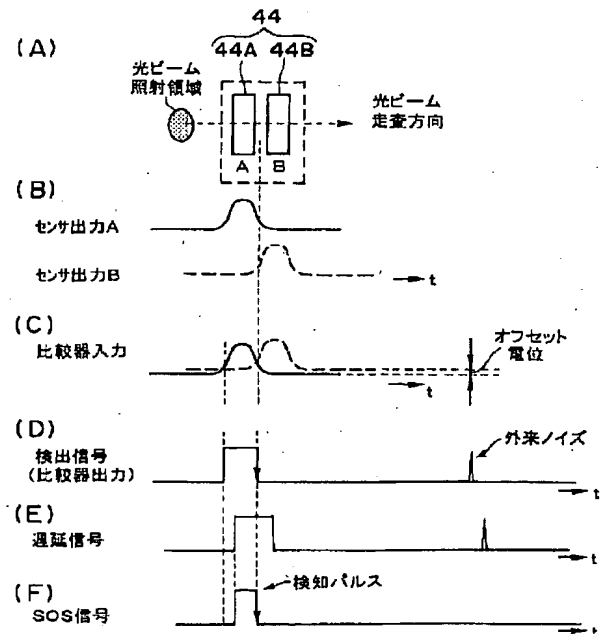 (A)
44
44A 44B
光ビーム
照射領域
光ビーム
走査方向
A B
(B)
センサ出力A
センサ出力B
t
(C)
比較器入力
オフセット
電位
t
(D)
検出信号
(比較器出力)
外来ノイズ
t
(E)
遅延信号
t
(F)
SOS信号
検知パルス
t